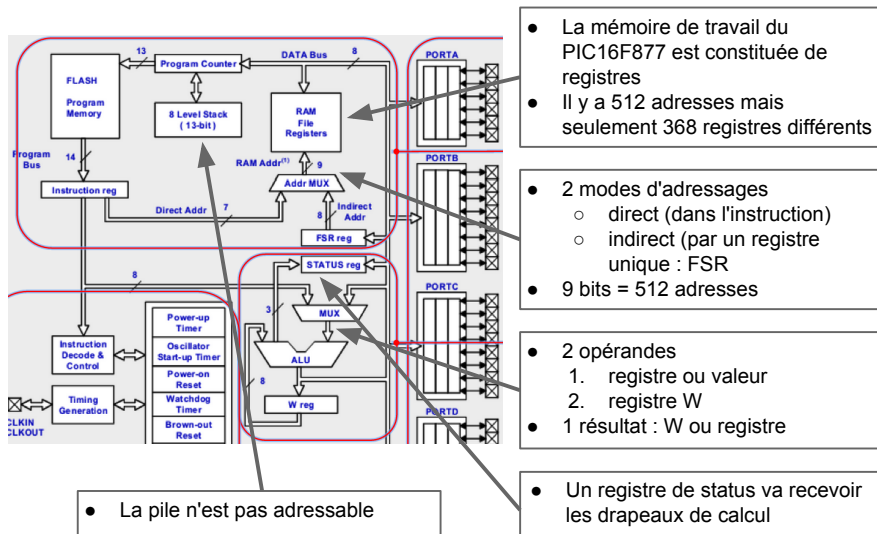 13
Program Counter
DATA Bus
8
PORTA
FLASH
Program
Memory
8 Level Stack
(13-bit)
RAM
File
Registers
Program
Bus
14
RAM Addr(1)
9
PORTB
Addr MUX
Instruction reg
Direct Addr
7
8
Indirect
Addr
FSR reg
STATUS reg
8
3
MUX
PORTC
Power-up
Timer
Instruction
Decode &
Control
Oscillator
Start-up Timer
Power-on
Reset
ALU
8
Timing
Generation
Watchdog
Timer
W reg
CLKIN
CLKOUT
Brown-out
Reset
PORTD
● La mémoire de travail du
PIC16F877 est constituée de
registres
● Il y a 512 adresses mais
seulement 368 registres différents
● 2 modes d'adressages
○ direct (dans l'instruction)
○ indirect (par un registre
unique : FSR
● 9 bits = 512 adresses
● 2 opérandes
1. registre ou valeur
2. registre W
● 1 résultat : W ou registre
● Un registre de status va recevoir
les drapeaux de calcul
● La pile n'est pas adressable